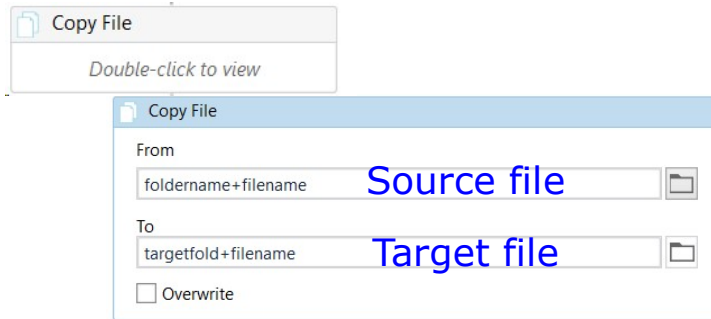 Copy File
Double-click to view
Copy File
From
foldername+filename Source file
To
targetfold+filename Target file
Overwrite